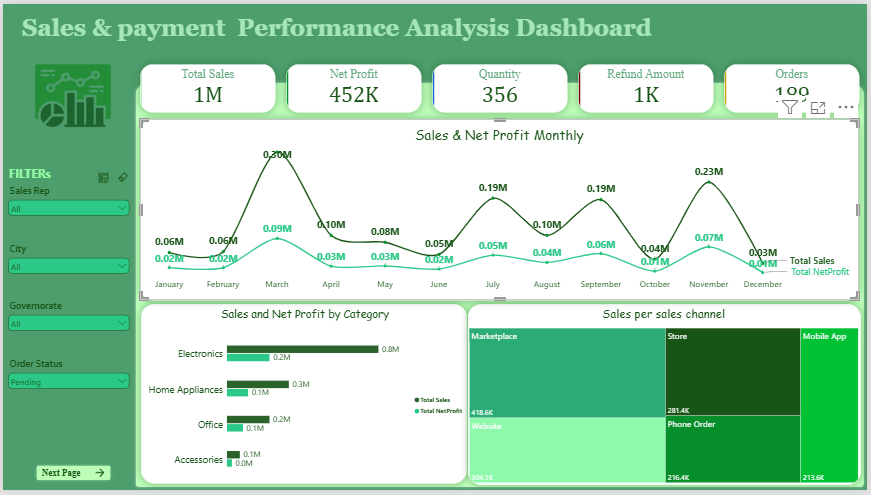 Sales & payment  Performance Analysis Dashboard
Total Sales
1M
Net Profit
452K
Quantity
356
Refund Amount
1K
Orders
189
FILTERs
Sales Rep
All
City
All
Governorate
All
Order Status
Pending
Next Page
Sales & Net Profit Monthly
0.06M 0.06M 0.30M 0.10M 0.08M 0.05M 0.19M 0.10M 0.19M 0.04M 0.23M 0.03M
0.02M 0.02M 0.09M 0.03M 0.03M 0.02M 0.05M 0.04M 0.06M 0.01M 0.07M 0.01M
Total Sales
Total NetProfit
January February March April May June July August September October November December
Sales and Net Profit by Category
Electronics 0.8M
0.2M
Home Appliances 0.3M
0.1M
Office 0.2M
0.1M
Accessories 0.1M
0.0M
Total Sales
Total NetProfit
Sales per sales channel
Marketplace
418.6K
Website
304.1K
Store
281.4K
Phone Order
216.4K
Mobile App
213.6K